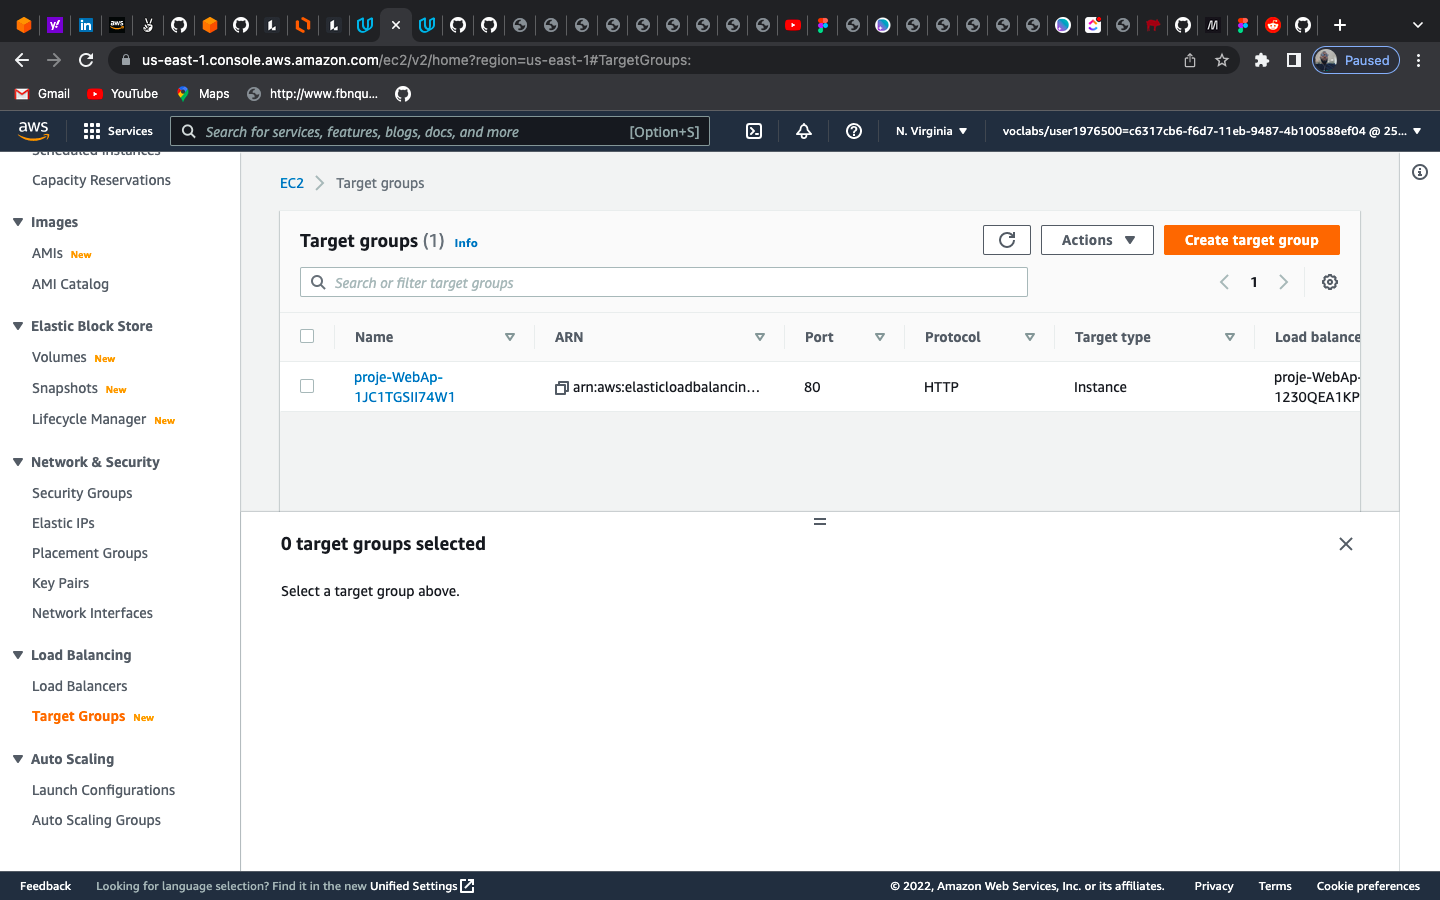 us-east-1.console.aws.amazon.com/ec2/v2/home?region=us-east-1#TargetGroups:
Paused
Gmail
YouTube
Maps
http://www.fbnqu...
aws
Services
Search for services, features, blogs, docs, and more
[Option+S]
N. Virginia
voclabs/user1976500=c6317cb6-f6d7-11eb-9487-4b100588ef04 @ 25...
Scheduled Instances
Capacity Reservations
Images
AMIs New
AMI Catalog
Elastic Block Store
Volumes New
Snapshots New
Lifecycle Manager New
Network & Security
Security Groups
Elastic IPs
Placement Groups
Key Pairs
Network Interfaces
Load Balancing
Load Balancers
Target Groups New
Auto Scaling
Launch Configurations
Auto Scaling Groups
EC2
Target groups
Target groups (1) Info
Actions
Create target group
Search or filter target groups
1
Name
ARN
Port
Protocol
Target type
Load balance
proje-WebAp-
1JC1TGSII74W1
arn:aws:elasticloadbalancin...
80
HTTP
Instance
proje-WebAp-
1230QEA1KP
0 target groups selected
Select a target group above.
Feedback
Looking for language selection? Find it in the new Unified Settings
© 2022, Amazon Web Services, Inc. or its affiliates.
Privacy
Terms
Cookie preferences